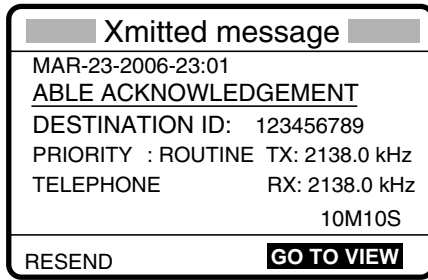 Xmitted message
MAR-23-2006-23:01
ABLE ACKNOWLEDGEMENT
DESTINATION ID: 123456789
PRIORITY : ROUTINE TX: 2138.0 kHz
TELEPHONE RX: 2138.0 kHz
10M10S
RESEND GO TO VIEW